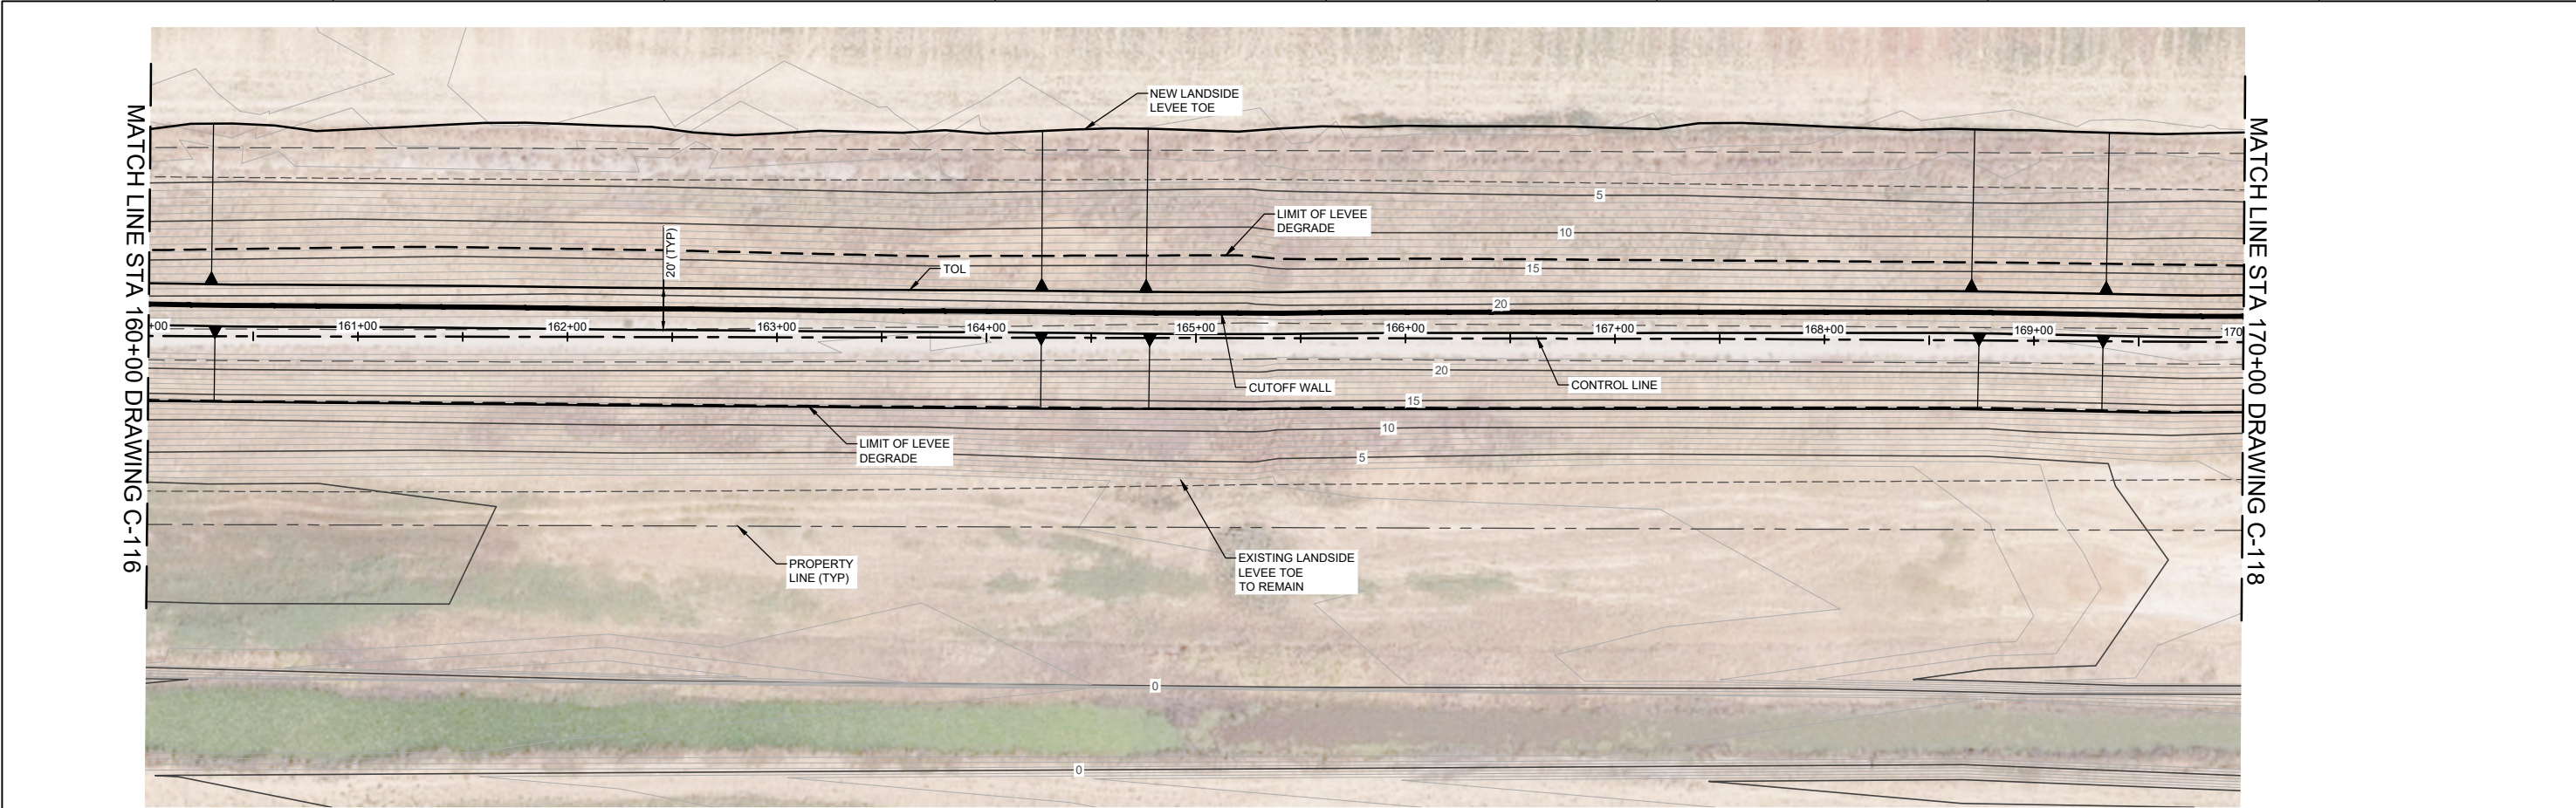 NEW LANDSIDE
LEVEE TOE
MATCH LINE STA 160+00 DRAWING C-116
MATCH LINE STA 170+00 DRAWING C-118
5
LIMIT OF LEVEE
DEGRADE
10
20' (TYP)
TOL
15
20
+00
161+00
162+00
163+00
164+00
165+00
166+00
167+00
168+00
169+00
170
20
CUTOFF WALL
CONTROL LINE
15
10
LIMIT OF LEVEE
DEGRADE
5
PROPERTY
LINE (TYP)
EXISTING LANDSIDE
LEVEE TOE
TO REMAIN
0
0